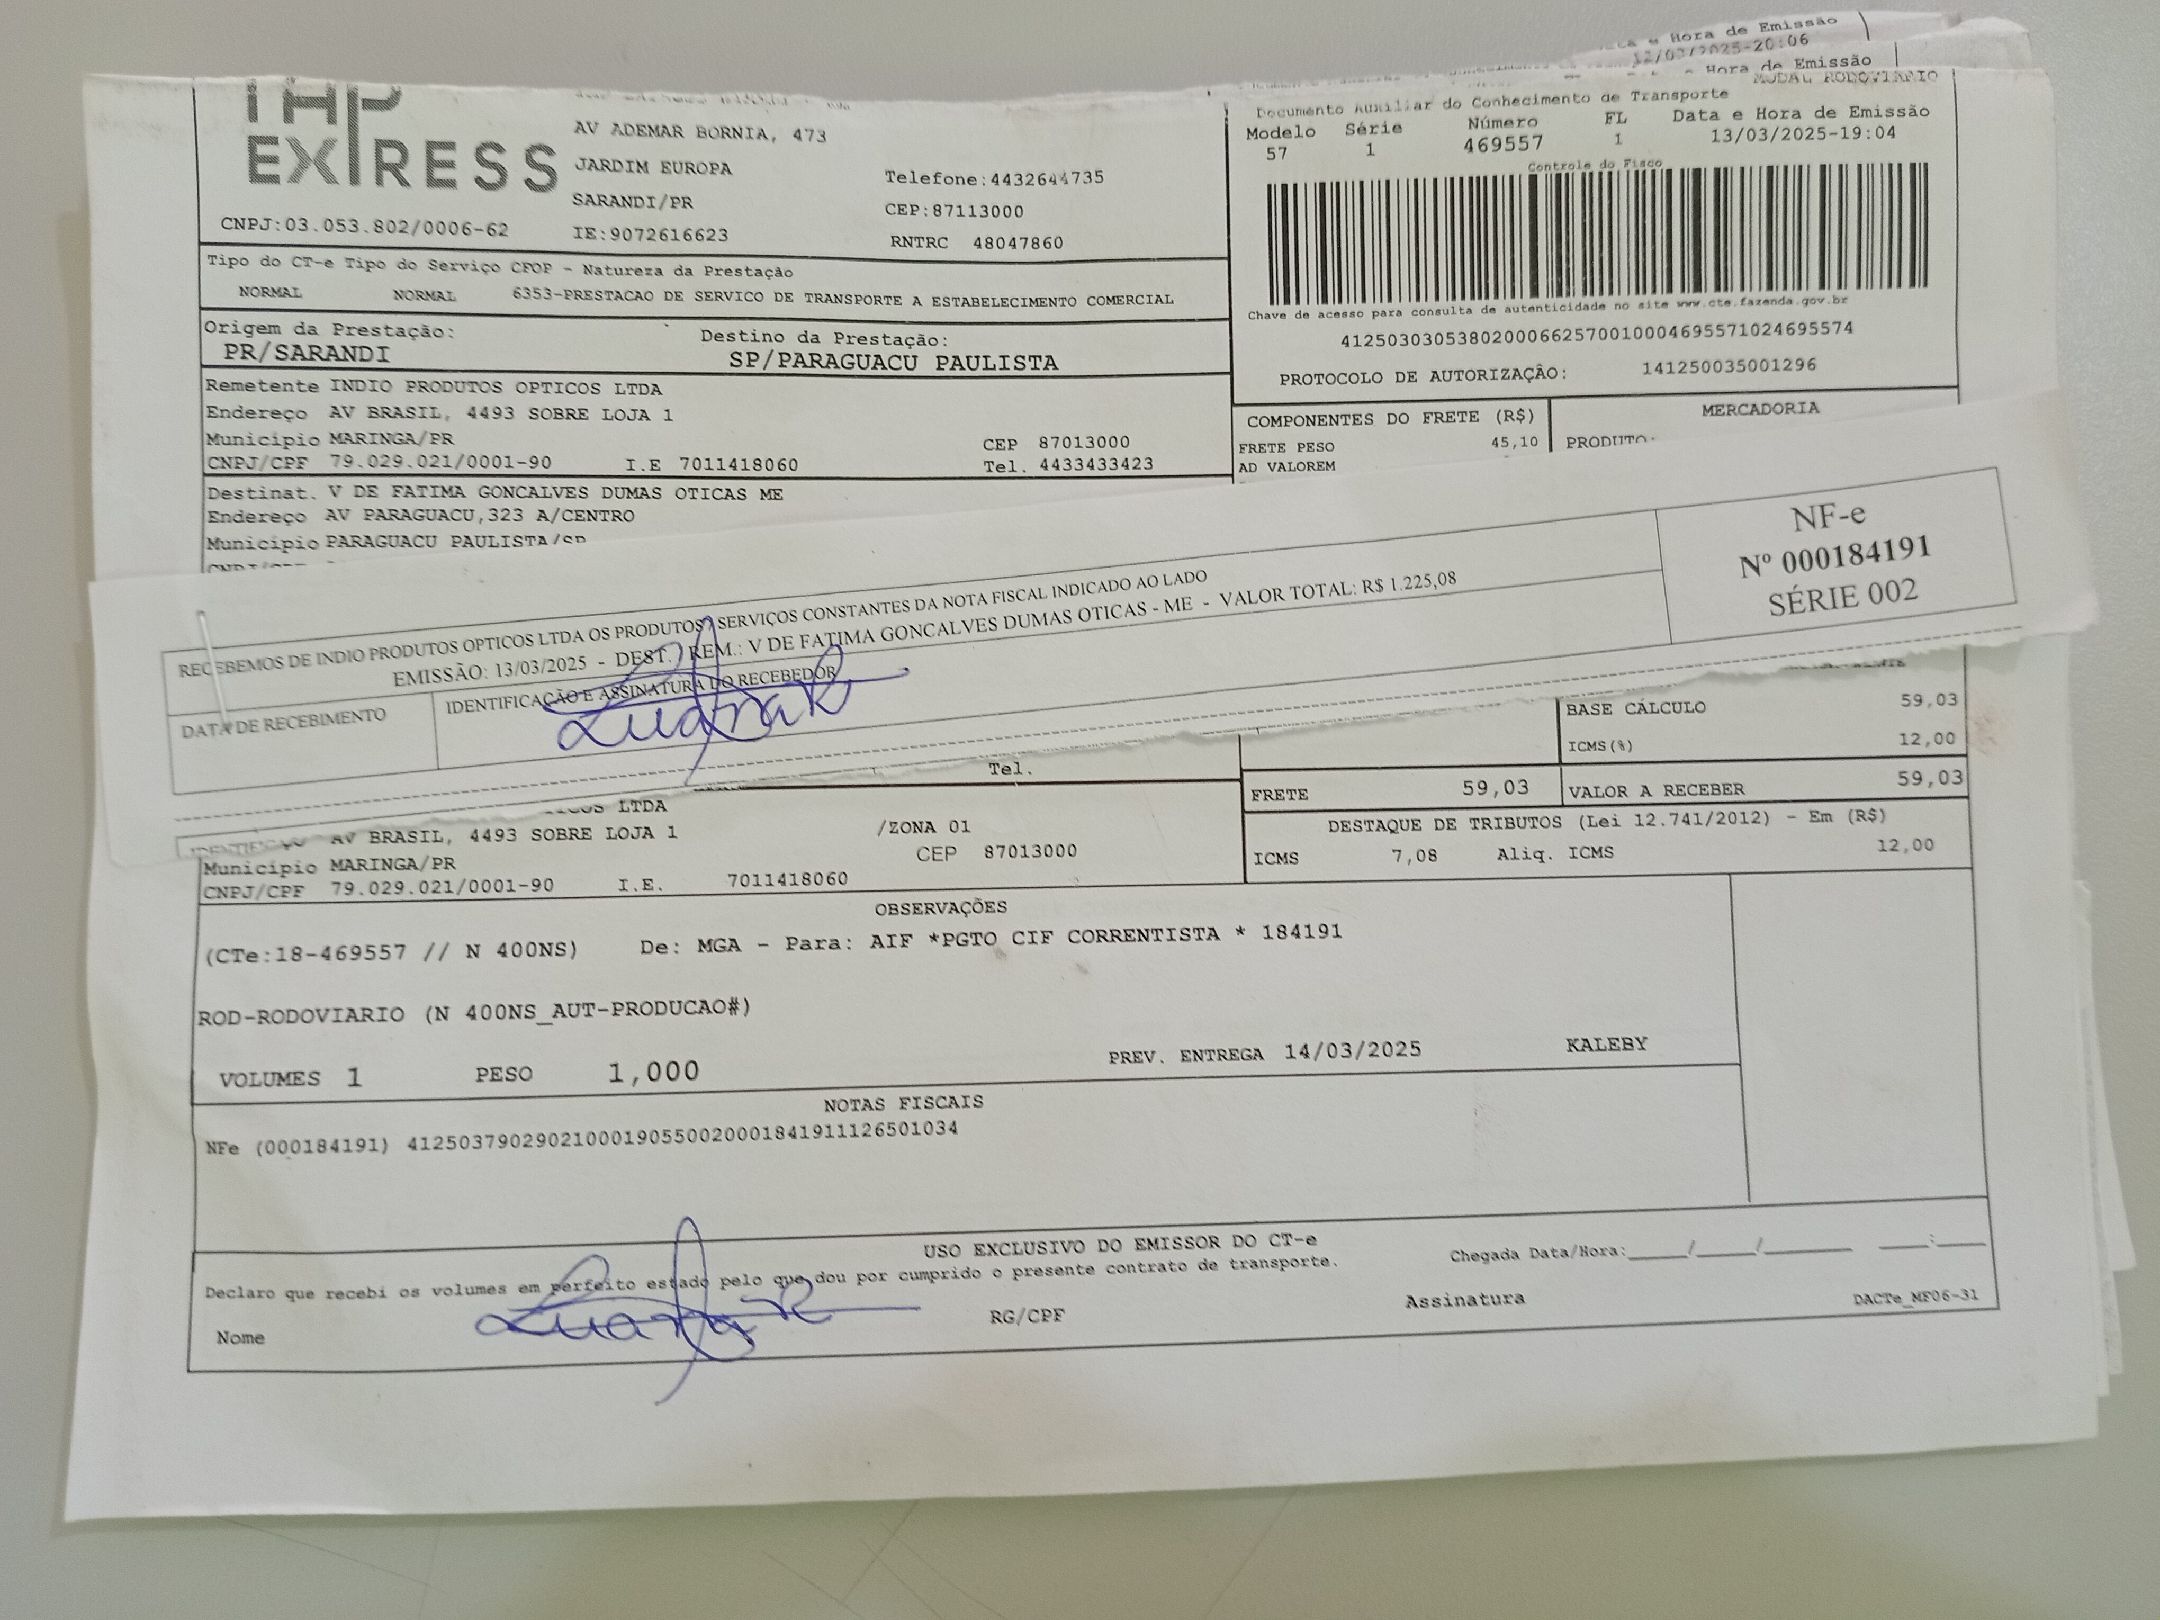 e Hora de Emissão
12/03/2025-20:06
Hora de Emissão
MODAL RODOVIARIO
TAP
EXPRESS
AV ADEMAR BORNIA, 473
JARDIM EUROPA
SARANDI/PR
IE:9072616623
Telefone:4432644735
CEP:87113000
RNTRC 48047860
CNPJ:03.053.802/0006-62
Documento Auxiliar do Conhecimento de Transporte
Modelo Série Número FL Data e Hora de Emissão
57 1 469557 1 13/03/2025-19:04
Controle do Fisco
Chave de acesso para consulta de autenticidade no site www.cte.fazenda.gov.br
41250303053802000662570010004695571024695574
PROTOCOLO DE AUTORIZAÇÃO: 141250035001296
Tipo do CT-e Tipo do Serviço CFOP - Natureza da Prestação
NORMAL NORMAL 6353-PRESTACAO DE SERVICO DE TRANSPORTE A ESTABELECIMENTO COMERCIAL
Origem da Prestação: Destino da Prestação:
PR/SARANDI SP/PARAGUACU PAULISTA
Remetente INDIO PRODUTOS OPTICOS LTDA
Endereço AV BRASIL, 4493 SOBRE LOJA 1
Município MARINGA/PR CEP 87013000
CNPJ/CPF 79.029.021/0001-90 I.E 7011418060 Tel. 4433433423
COMPONENTES DO FRETE (R$) MERCADORIA
FRETE PESO 45,10 PRODUTO:
AD VALOREM
Destinat. V DE FATIMA GONCALVES DUMAS OTICAS ME
Endereço AV PARAGUACU,323 A/CENTRO
Município PARAGUACU PAULISTA/SP
RECEBEMOS DE INDIO PRODUTOS OPTICOS LTDA OS PRODUTOS / SERVIÇOS CONSTANTES DA NOTA FISCAL INDICADO AO LADO
EMISSÃO: 13/03/2025 - DEST. / REM.: V DE FATIMA GONCALVES DUMAS OTICAS - ME - VALOR TOTAL: R$ 1.225,08
DATA DE RECEBIMENTO
IDENTIFICAÇÃO E ASSINATURA DO RECEBEDOR
NF-e
Nº 000184191
SÉRIE 002
BASE CÁLCULO 59,03
ICMS(%) 12,00
Tel.
FRETE 59,03 VALOR A RECEBER 59,03
LTDA
AV BRASIL, 4493 SOBRE LOJA 1 /ZONA 01
Município MARINGA/PR CEP 87013000
CNPJ/CPF 79.029.021/0001-90 I.E. 7011418060
DESTAQUE DE TRIBUTOS (Lei 12.741/2012) - Em (R$)
ICMS 7,08 Aliq. ICMS 12,00
OBSERVAÇÕES
(CTe:18-469557 // N 400NS) De: MGA - Para: AIF *PGTO CIF CORRENTISTA * 184191
ROD-RODOVIARIO (N 400NS_AUT-PRODUCAO#)
VOLUMES 1 PESO 1,000 PREV. ENTREGA 14/03/2025 KALEBY
NOTAS FISCAIS
NFe (000184191) 41250379029021000190550020001841911126501034
USO EXCLUSIVO DO EMISSOR DO CT-e
Declaro que recebi os volumes em perfeito estado pelo que dou por cumprido o presente contrato de transporte.
Chegada Data/Hora:____/____/______ ___:____
Nome RG/CPF Assinatura DACTe_MF06-31